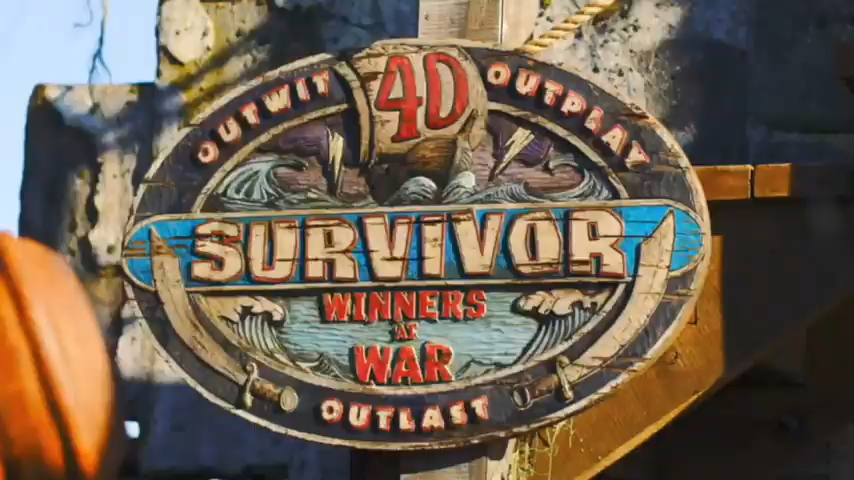 OUTWIT 40 OUTPLAY
SURVIVOR
WINNERS
AT
WAR
OUTLAST